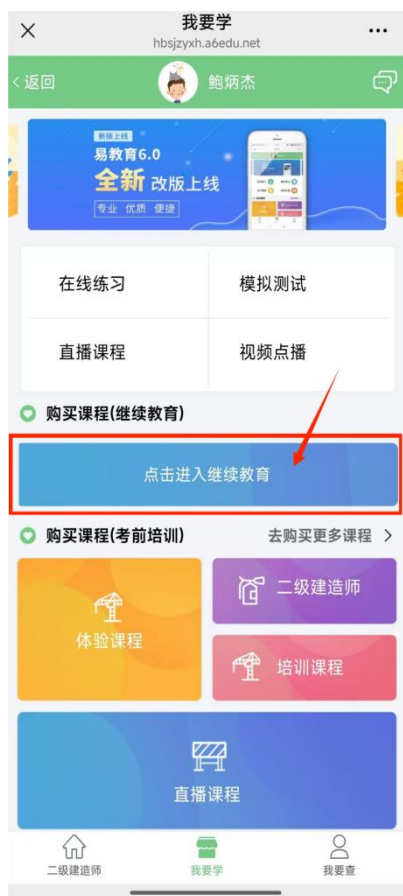 我要学
hbsjzyxh.a6edu.net
返回
鲍炳杰
新版上线
易教育6.0
全新 改版上线
专业 优质 便捷
在线练习
模拟测试
直播课程
视频点播
购买课程(继续教育)
点击进入继续教育
购买课程(考前培训)
去购买更多课程
体验课程
二级建造师
培训课程
直播课程
二级建造师
我要学
我要查